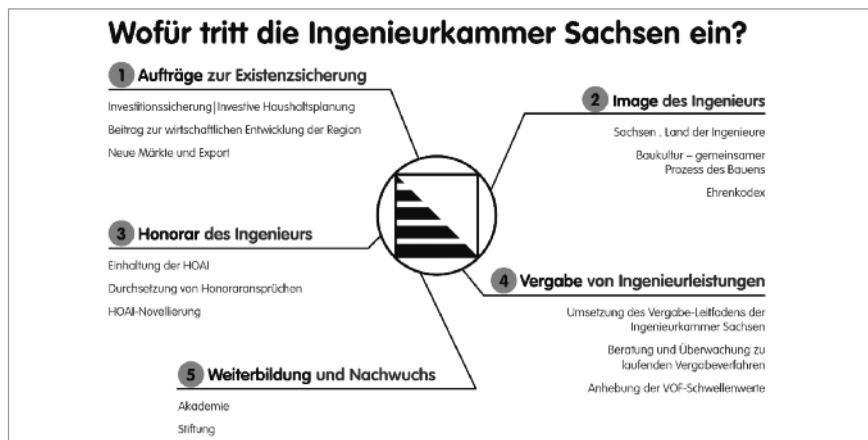 Wofür tritt die Ingenieurkammer Sachsen ein?
1 Aufträge zur Existenzsicherung
Investitionssicherung|Investive Haushaltsplanung
Beitrag zur wirtschaftlichen Entwicklung der Region
Neue Märkte und Export
2 Image des Ingenieurs
Sachsen . Land der Ingenieure
Baukultur – gemeinsamer
Prozess des Bauens
Ehrenkodex
3 Honorar des Ingenieurs
Einhaltung der HOAI
Durchsetzung von Honoraransprüchen
HOAI-Novellierung
4 Vergabe von Ingenieurleistungen
Umsetzung des Vergabe-Leitfadens der
Ingenieurkammer Sachsen
Beratung und Überwachung zu
laufenden Vergabeverfahren
Anhebung der VOF-Schwellenwerte
5 Weiterbildung und Nachwuchs
Akademie
Stiftung